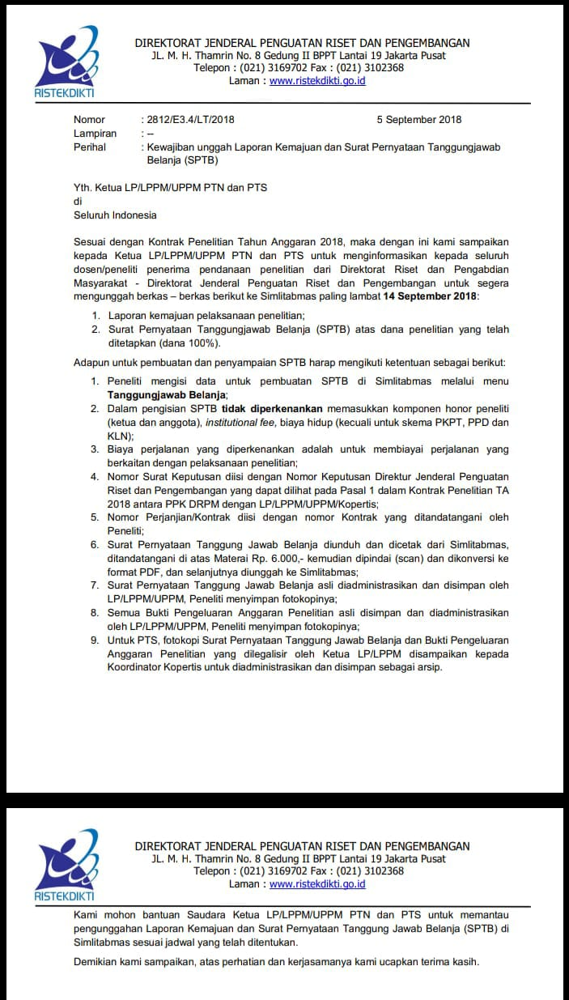 DIREKTORAT JENDERAL PENGUATAN RISET DAN PENGEMBANGAN
JL. M. H. Thamrin No. 8 Gedung II BPPT Lantai 19 Jakarta Pusat
Telepon : (021) 3169702 Fax : (021) 3102368
Laman : www.ristekdikti.go.id
RISTEKDIKTI
Nomor : 2812/E3.4/LT/2018 5 September 2018
Lampiran : --
Perihal : Kewajiban unggah Laporan Kemajuan dan Surat Pernyataan Tanggungjawab
Belanja (SPTB)
Yth. Ketua LP/LPPM/UPPM PTN dan PTS
di
Seluruh Indonesia
Sesuai dengan Kontrak Penelitian Tahun Anggaran 2018, maka dengan ini kami sampaikan
kepada Ketua LP/LPPM/UPPM PTN dan PTS untuk menginformasikan kepada seluruh
dosen/peneliti penerima pendanaan penelitian dari Direktorat Riset dan Pengabdian
Masyarakat - Direktorat Jenderal Penguatan Riset dan Pengembangan untuk segera
mengunggah berkas – berkas berikut ke Simlitabmas paling lambat 14 September 2018:
1. Laporan kemajuan pelaksanaan penelitian;
2. Surat Pernyataan Tanggungjawab Belanja (SPTB) atas dana penelitian yang telah
ditetapkan (dana 100%).
Adapun untuk pembuatan dan penyampaian SPTB harap mengikuti ketentuan sebagai berikut:
1. Peneliti mengisi data untuk pembuatan SPTB di Simlitabmas melalui menu
Tanggungjawab Belanja;
2. Dalam pengisian SPTB tidak diperkenankan memasukkan komponen honor peneliti
(ketua dan anggota), institutional fee, biaya hidup (kecuali untuk skema PKPT, PPD dan
KLN);
3. Biaya perjalanan yang diperkenankan adalah untuk membiayai perjalanan yang
berkaitan dengan pelaksanaan penelitian;
4. Nomor Surat Keputusan diisi dengan Nomor Keputusan Direktur Jenderal Penguatan
Riset dan Pengembangan yang dapat dilihat pada Pasal 1 dalam Kontrak Penelitian TA
2018 antara PPK DRPM dengan LP/LPPM/UPPM/Kopertis;
5. Nomor Perjanjian/Kontrak diisi dengan nomor Kontrak yang ditandatangani oleh
Peneliti;
6. Surat Pernyataan Tanggung Jawab Belanja diunduh dan dicetak dari Simlitabmas,
ditandatangani di atas Materai Rp. 6.000,- kemudian dipindai (scan) dan dikonversi ke
format PDF, dan selanjutnya diunggah ke Simlitabmas;
7. Surat Pernyataan Tanggung Jawab Belanja asli diadministrasikan dan disimpan oleh
LP/LPPM/UPPM, Peneliti menyimpan fotokopinya;
8. Semua Bukti Pengeluaran Anggaran Penelitian asli disimpan dan diadministrasikan
oleh LP/LPPM/UPPM, Peneliti menyimpan fotokopinya;
9. Untuk PTS, fotokopi Surat Pernyataan Tanggung Jawab Belanja dan Bukti Pengeluaran
Anggaran Penelitian yang dilegalisir oleh Ketua LP/LPPM disampaikan kepada
Koordinator Kopertis untuk diadministrasikan dan disimpan sebagai arsip.
DIREKTORAT JENDERAL PENGUATAN RISET DAN PENGEMBANGAN
JL. M. H. Thamrin No. 8 Gedung II BPPT Lantai 19 Jakarta Pusat
Telepon : (021) 3169702 Fax : (021) 3102368
Laman : www.ristekdikti.go.id
RISTEKDIKTI
Kami mohon bantuan Saudara Ketua LP/LPPM/UPPM PTN dan PTS untuk memantau
pengunggahan Laporan Kemajuan dan Surat Pernyataan Tanggung Jawab Belanja (SPTB) di
Simlitabmas sesuai jadwal yang telah ditentukan.
Demikian kami sampaikan, atas perhatian dan kerjasamanya kami ucapkan terima kasih.